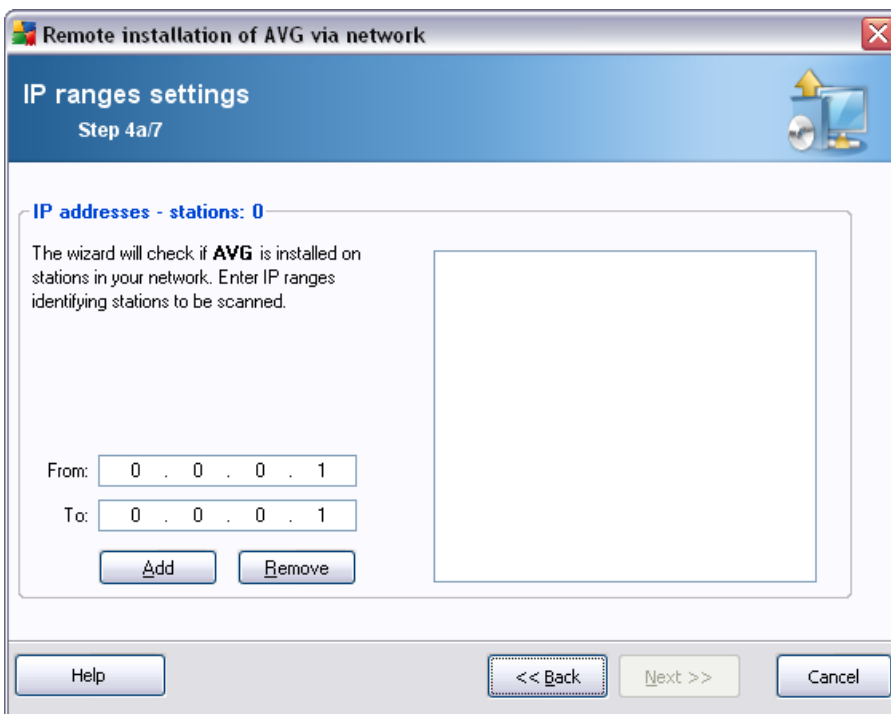 Remote installation of AVG via network
IP ranges settings
Step 4a/7
IP addresses - stations: 0
The wizard will check if AVG is installed on
stations in your network. Enter IP ranges
identifying stations to be scanned.
From: 0 . 0 . 0 . 1
To: 0 . 0 . 0 . 1
Add Remove
Help << Back Next >> Cancel